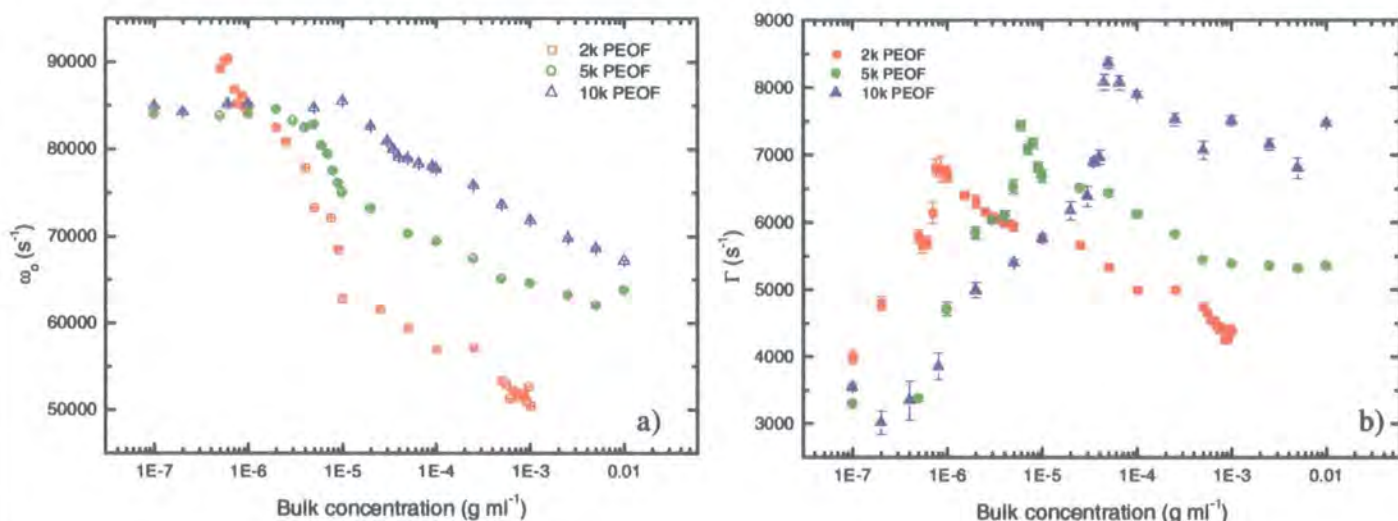 90000
80000
70000
60000
50000
ω₀ (s⁻¹)
2k PEOF
5k PEOF
10k PEOF
a)
1E-7 1E-6 1E-5 1E-4 1E-3 0.01
Bulk concentration (g ml⁻¹)
9000
8000
7000
6000
5000
4000
3000
Γ (s⁻¹)
2k PEOF
5k PEOF
10k PEOF
b)
1E-7 1E-6 1E-5 1E-4 1E-3 0.01
Bulk concentration (g ml⁻¹)